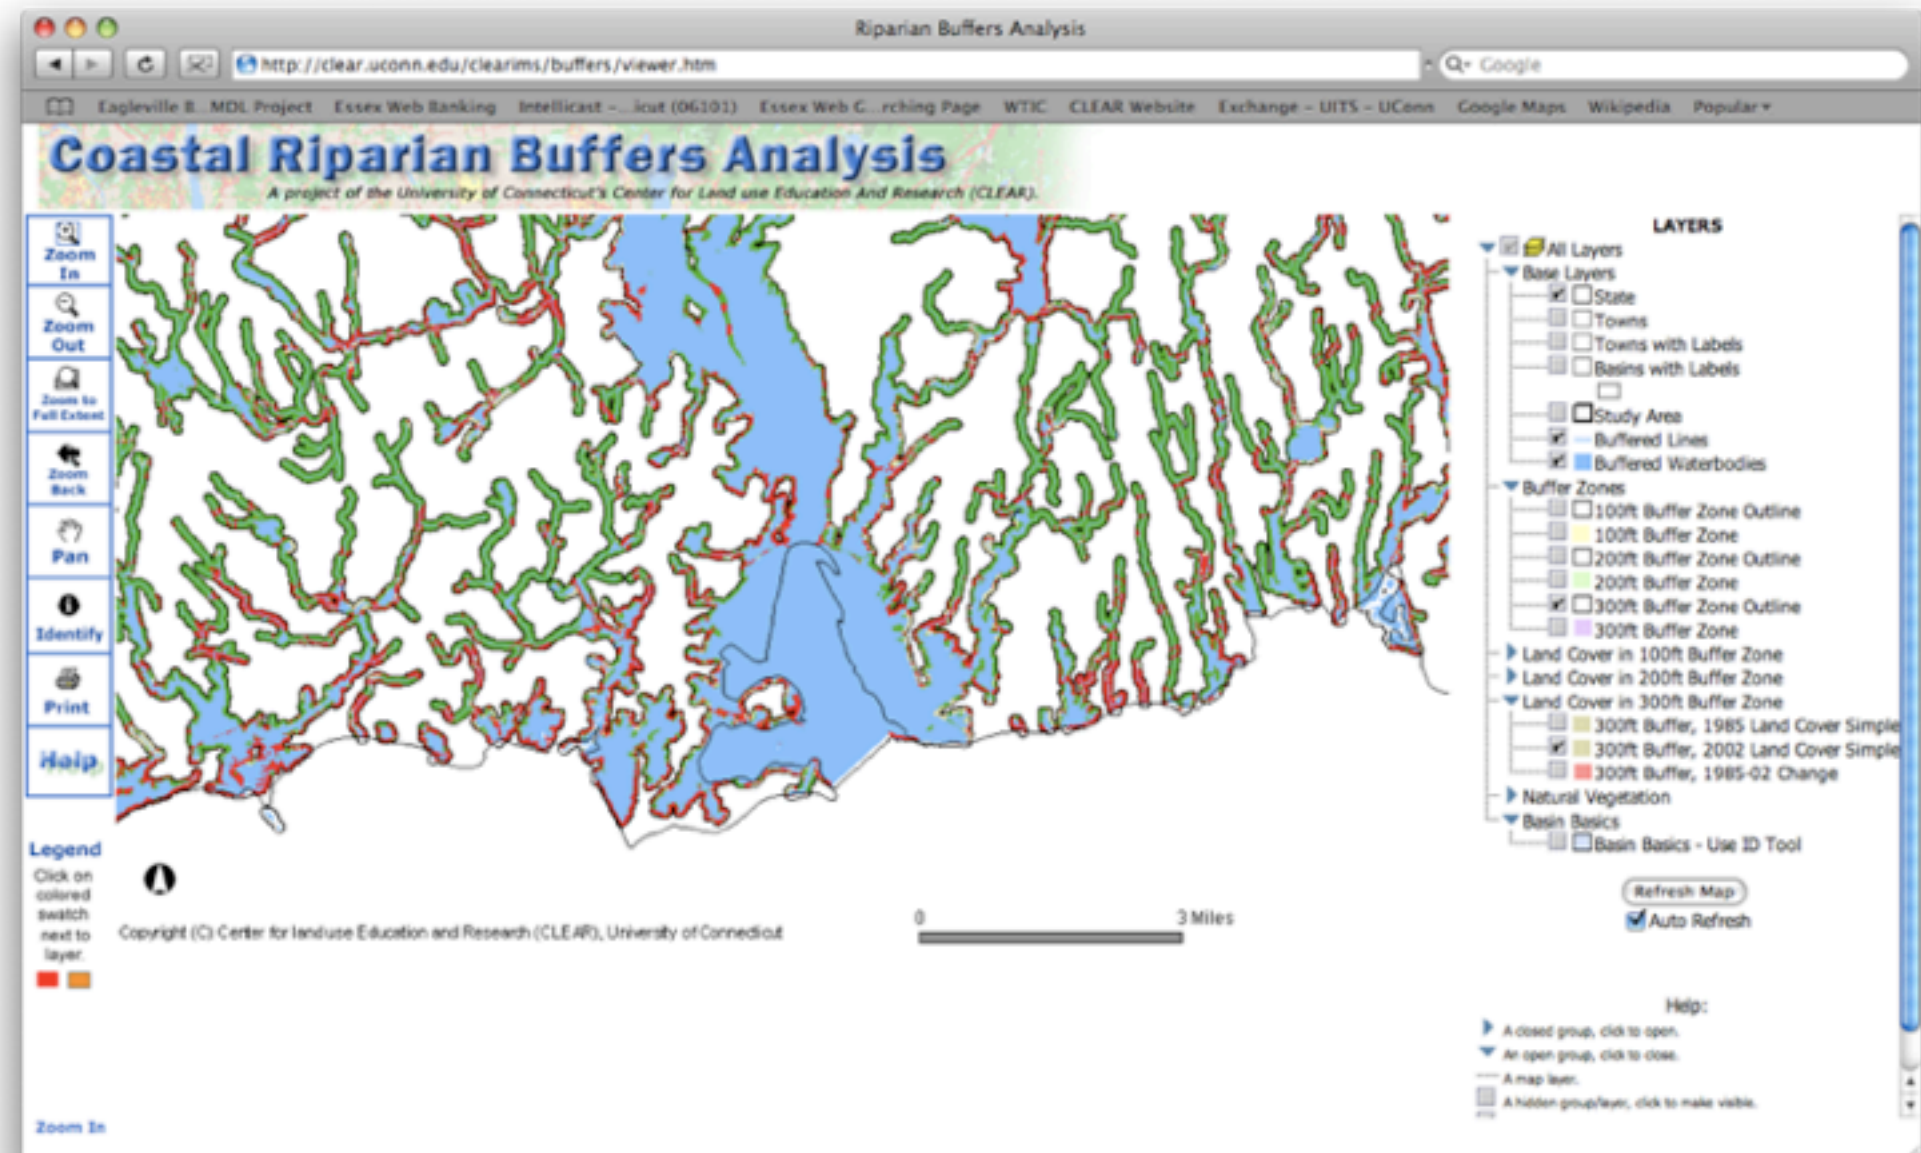 Riparian Buffers Analysis
http://clear.uconn.edu/clearims/buffers/viewer.htm
Google
Eagleville B...MDL Project Essex Web Banking Intellicast -...icut (06101) Essex Web G...rching Page WTIC CLEAR Website Exchange - UITS - UConn Google Maps Wikipedia Popular
Coastal Riparian Buffers Analysis
A project of the University of Connecticut's Center for Land use Education And Research (CLEAR).
Zoom In
Zoom Out
Zoom to Full Extent
Zoom Back
Pan
Identify
Print
Help
Legend
Click on
colored
swatch
next to
layer.
Zoom In
Copyright (C) Center for landuse Education and Research (CLEAR), University of Connecticut
0 3 Miles
LAYERS
All Layers
Base Layers
State
Towns
Towns with Labels
Basins with Labels
Study Area
Buffered Lines
Buffered Waterbodies
Buffer Zones
100ft Buffer Zone Outline
100ft Buffer Zone
200ft Buffer Zone Outline
200ft Buffer Zone
300ft Buffer Zone Outline
300ft Buffer Zone
Land Cover in 100ft Buffer Zone
Land Cover in 200ft Buffer Zone
Land Cover in 300ft Buffer Zone
300ft Buffer, 1985 Land Cover Simple
300ft Buffer, 2002 Land Cover Simple
300ft Buffer, 1985-02 Change
Natural Vegetation
Basin Basics
Basin Basics - Use ID Tool
Refresh Map
Auto Refresh
Help:
A closed group, click to open.
An open group, click to close.
A map layer.
A hidden group/layer, click to make visible.